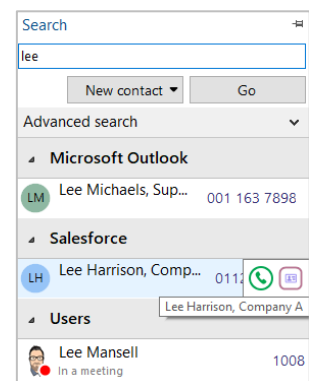 Search
lee
New contact Go
Advanced search
Microsoft Outlook
LM Lee Michaels, Sup... 001 163 7898
Salesforce
LH Lee Harrison, Comp... 0112
Lee Harrison, Company A
Users
Lee Mansell
In a meeting 1008